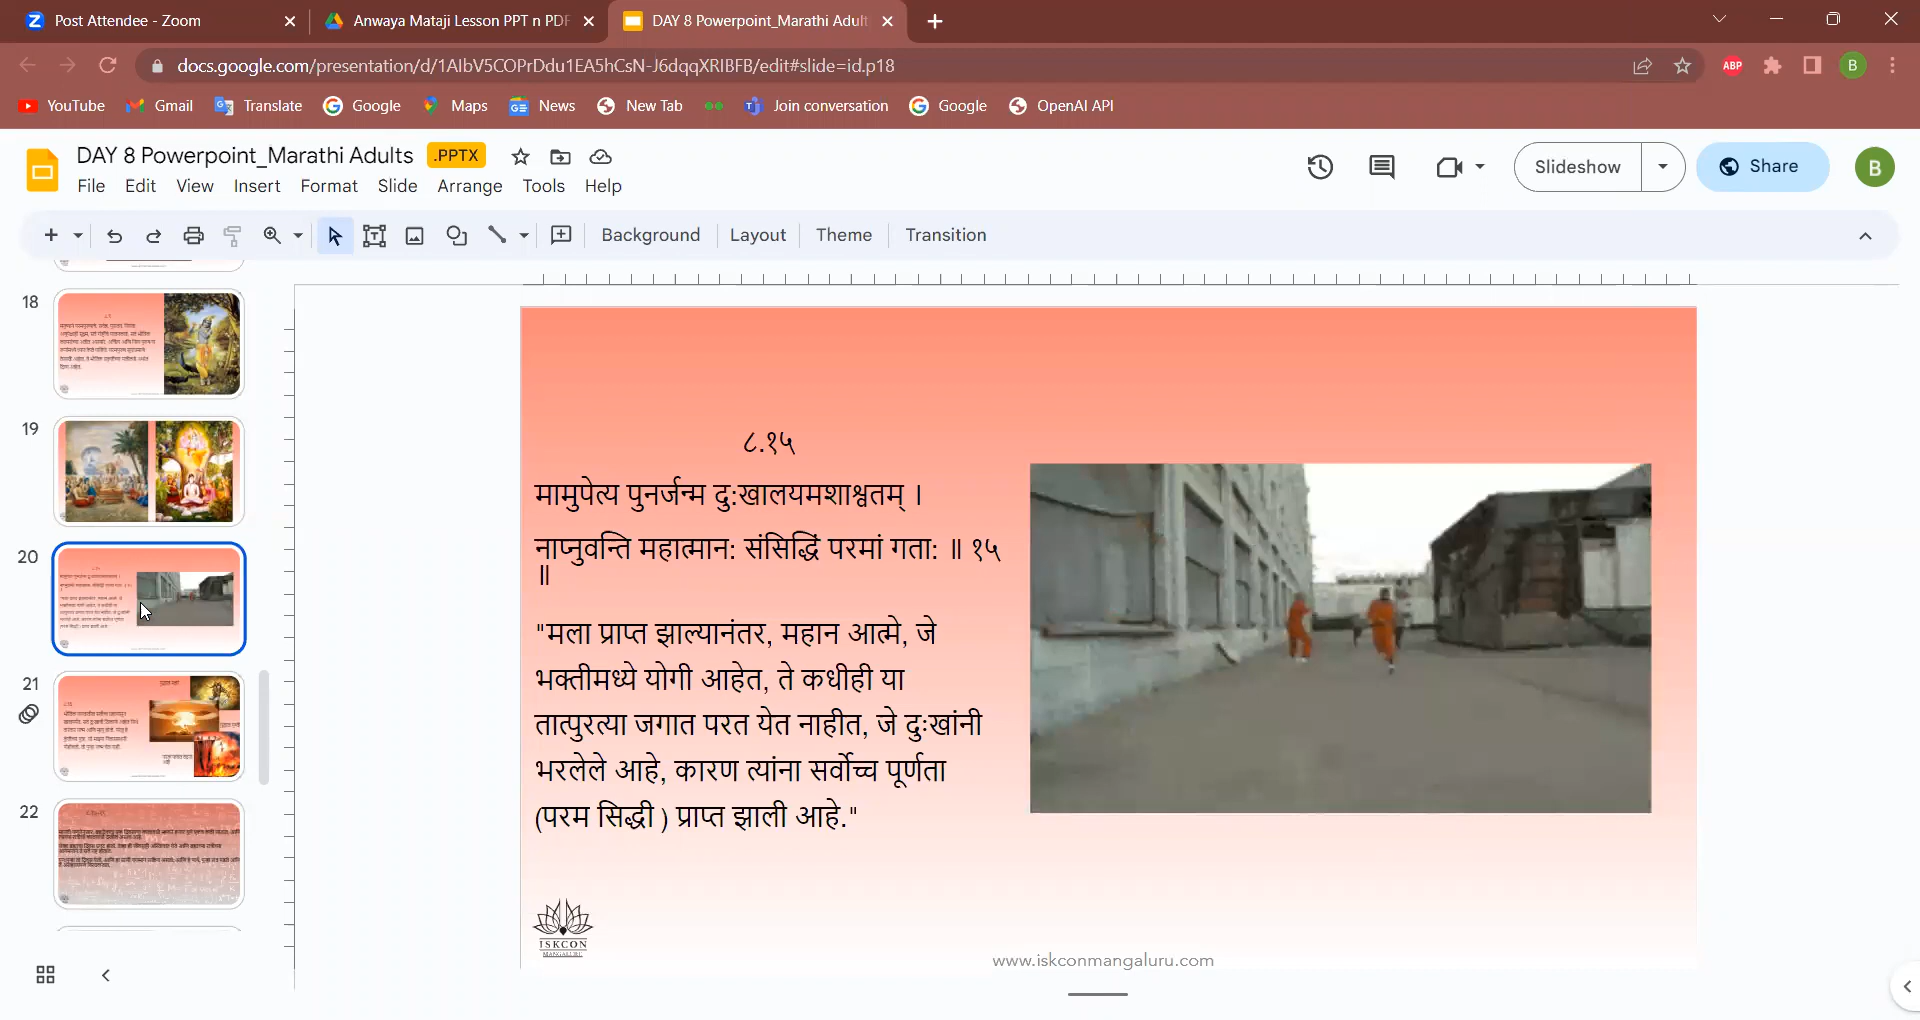 Post Attendee - Zoom
Anwaya Mataji Lesson PPT n PDF
DAY 8 Powerpoint_Marathi Adult
docs.google.com/presentation/d/1AIbV5COPrDdu1EA5hCsN-J6dqqXRIBFB/edit#slide=id.p18
ABP
B
YouTube
Gmail
Translate
Google
Maps
News
New Tab
Join conversation
Google
OpenAI API
DAY 8 Powerpoint_Marathi Adults
.PPTX
File Edit View Insert Format Slide Arrange Tools Help
Slideshow
Share
B
Background
Layout
Theme
Transition
18
19
20
21
22
८.१५
मामुपेत्य पुनर्जन्म दु:खालयमशाश्वतम् ।
नाप्नुवन्ति महात्मान: संसिद्धिं परमां गता: ॥ १५
॥
"मला प्राप्त झाल्यानंतर, महान आत्मे, जे
भक्तीमध्ये योगी आहेत, ते कधीही या
तात्पुरत्या जगात परत येत नाहीत, जे दुःखांनी
भरलेले आहे, कारण त्यांना सर्वोच्च पूर्णता
(परम सिद्धी ) प्राप्त झाली आहे."
ISKCON
MANGALURU
www.iskconmangaluru.com